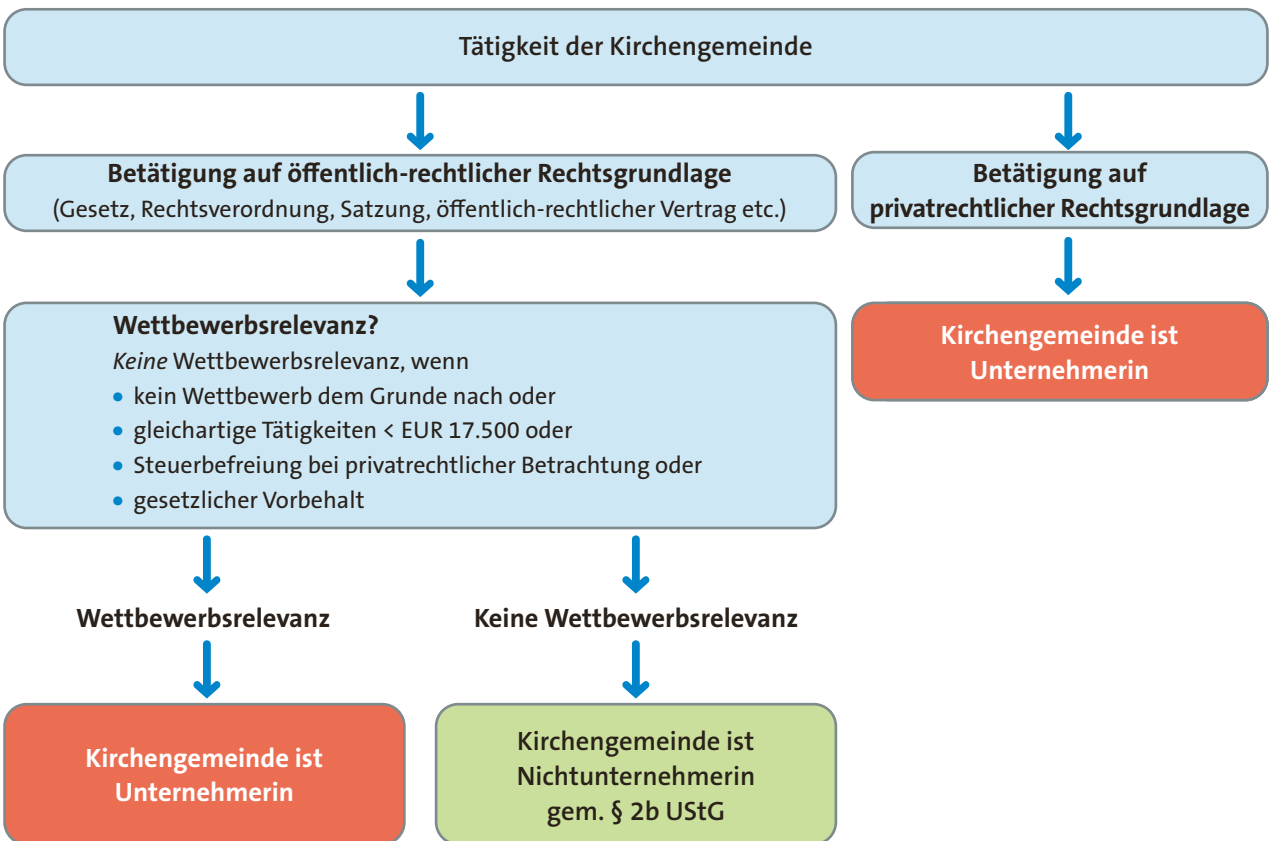 Tätigkeit der Kirchengemeinde
Betätigung auf öffentlich-rechtlicher Rechtsgrundlage
(Gesetz, Rechtsverordnung, Satzung, öffentlich-rechtlicher Vertrag etc.)
Betätigung auf
privatrechtlicher Rechtsgrundlage
Wettbewerbsrelevanz?
Keine Wettbewerbsrelevanz, wenn
• kein Wettbewerb dem Grunde nach oder
• gleichartige Tätigkeiten < EUR 17.500 oder
• Steuerbefreiung bei privatrechtlicher Betrachtung oder
• gesetzlicher Vorbehalt
Kirchengemeinde ist
Unternehmerin
Wettbewerbsrelevanz
Keine Wettbewerbsrelevanz
Kirchengemeinde ist
Unternehmerin
Kirchengemeinde ist
Nichtunternehmerin
gem. § 2b UStG